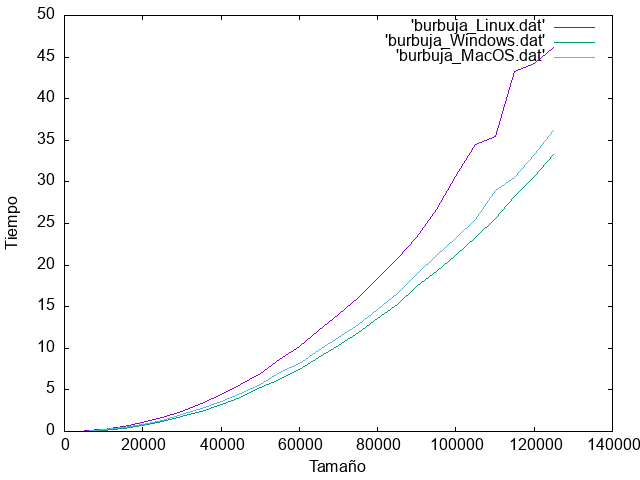 50
45
40
35
30
25
20
15
10
5
0
0 20000 40000 60000 80000 100000 120000 140000
Tiempo
Tamaño
'burbuja_Linux.dat'
'burbuja_Windows.dat'
'burbuja_MacOS.dat'